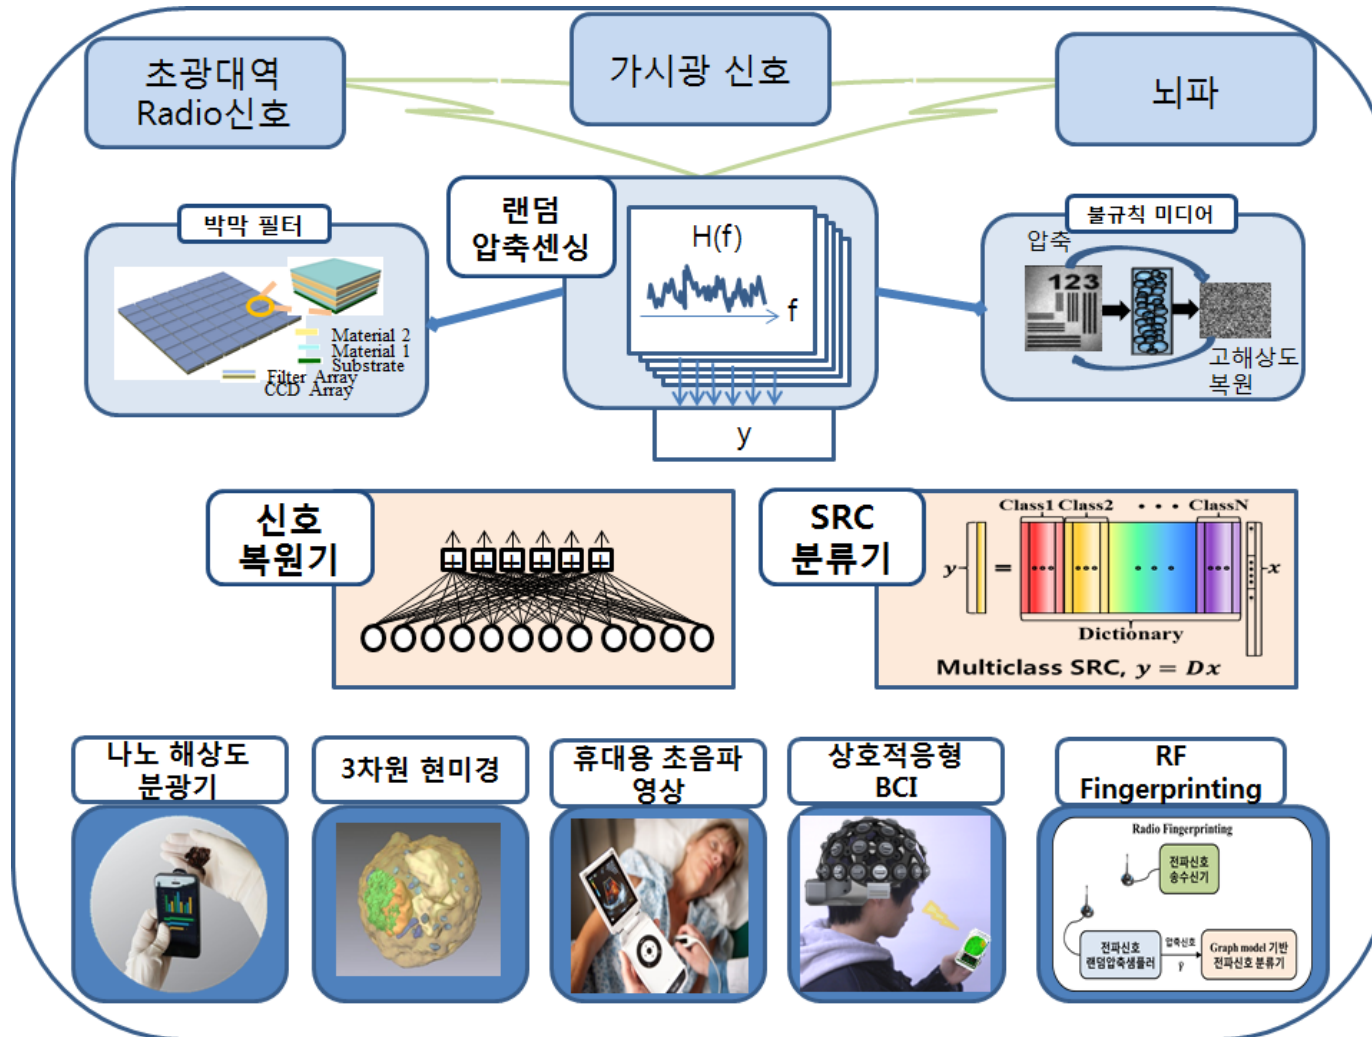 초광대역
Radio신호
가시광 신호
뇌파
박막 필터
Material 2
Material 1
Substrate
Filter Array
CCD Array
랜덤
압축센싱
H(f)
f
y
불규칙 미디어
압축
123
고해상도
복원
신호
복원기
SRC
분류기
Class1 Class2 • • • ClassN
y = x
Dictionary
Multiclass SRC, y = Dx
나노 해상도
분광기
3차원 현미경
휴대용 초음파
영상
상호적응형
BCI
RF
Fingerprinting
Radio Fingerprinting
전파신호
송수신기
전파신호
랜덤압축샘플러
압축신호
ŷ
Graph model 기반
전파신호 분류기